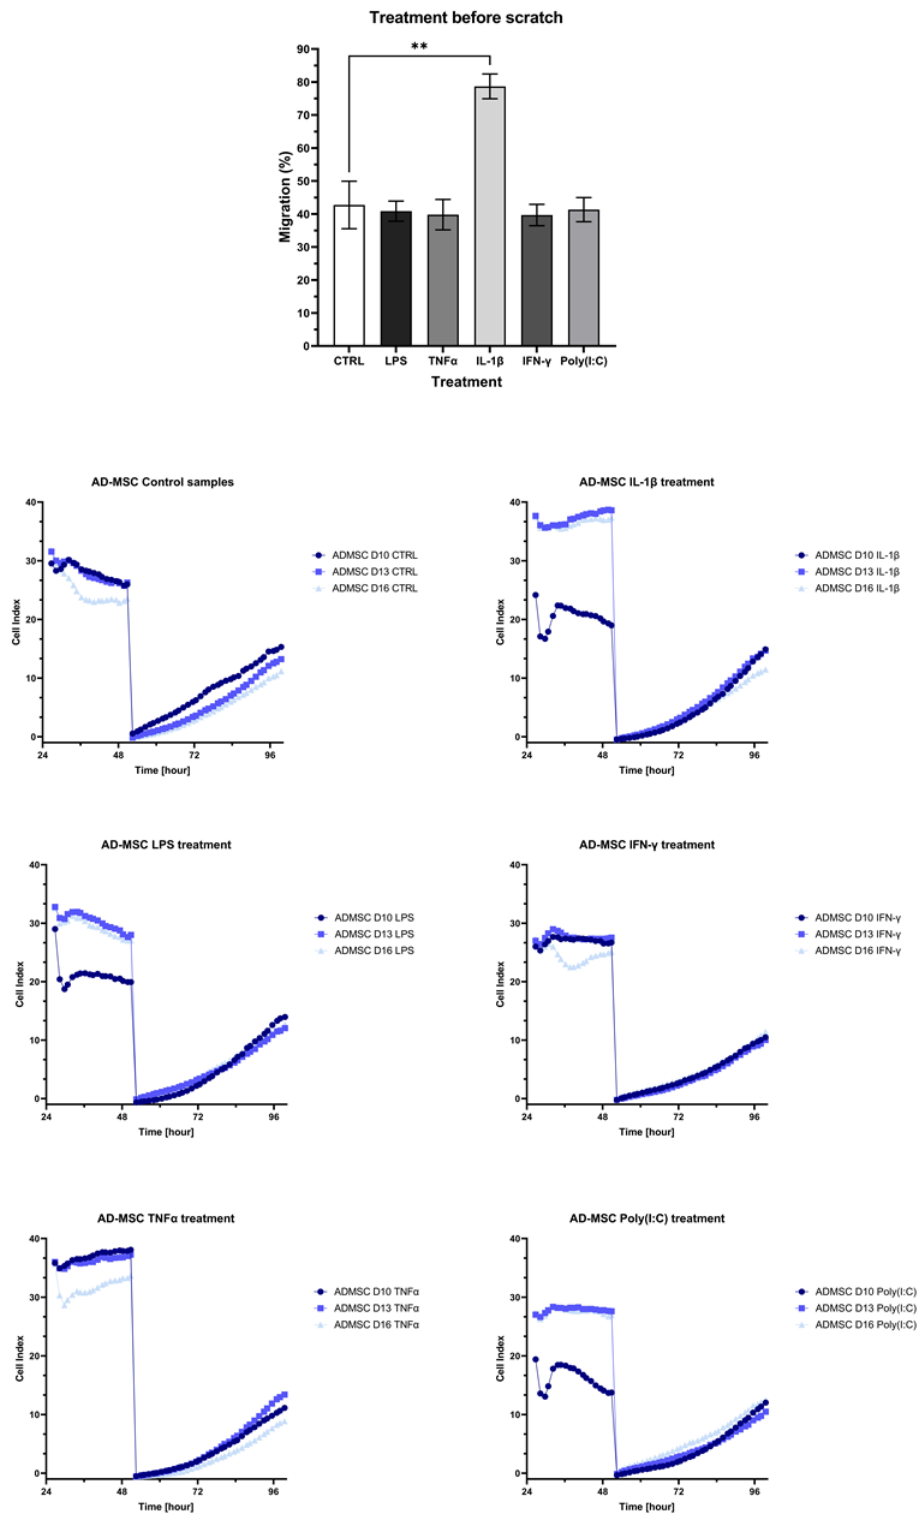 Treatment before scratch
**
90
80
70
60
50
40
30
20
10
0
Migration (%)
CTRL LPS TNFα IL-1β IFN-γ Poly(I:C)
Treatment
AD-MSC Control samples
40
30
20
10
0
Cell Index
24 48 72 96
Time [hour]
ADMSC D10 CTRL
ADMSC D13 CTRL
ADMSC D16 CTRL
AD-MSC IL-1β treatment
40
30
20
10
0
Cell Index
24 48 72 96
Time [hour]
ADMSC D10 IL-1β
ADMSC D13 IL-1β
ADMSC D16 IL-1β
AD-MSC LPS treatment
40
30
20
10
0
Cell Index
24 48 72 96
Time [hour]
ADMSC D10 LPS
ADMSC D13 LPS
ADMSC D16 LPS
AD-MSC IFN-γ treatment
40
30
20
10
0
Cell Index
24 48 72 96
Time [hour]
ADMSC D10 IFN-γ
ADMSC D13 IFN-γ
ADMSC D16 IFN-γ
AD-MSC TNFα treatment
40
30
20
10
0
Cell Index
24 48 72 96
Time [hour]
ADMSC D10 TNFα
ADMSC D13 TNFα
ADMSC D16 TNFα
AD-MSC Poly(I:C) treatment
40
30
20
10
0
Cell Index
24 48 72 96
Time [hour]
ADMSC D10 Poly(I:C)
ADMSC D13 Poly(I:C)
ADMSC D16 Poly(I:C)